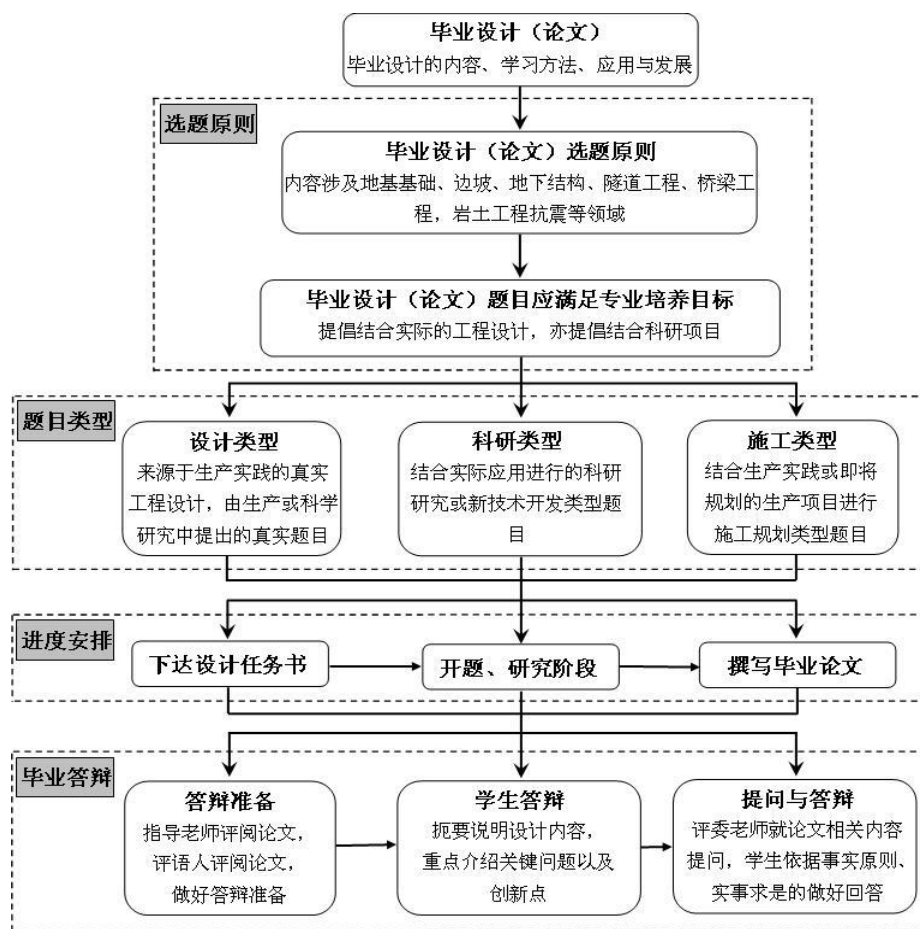 毕业设计（论文）
毕业设计的内容、学习方法、应用与发展
选题原则
毕业设计（论文）选题原则
内容涉及地基基础、边坡、地下结构、隧道工程、桥梁工
程，岩土工程抗震等领域
毕业设计（论文）题目应满足专业培养目标
提倡结合实际的工程设计，亦提倡结合科研项目
题目类型
设计类型
来源于生产实践的真实
工程设计，由生产或科学
研究中提出的真实题目
科研类型
结合实际应用进行的科研
研究或新技术开发类型题
目
施工类型
结合生产实践或即将
规划的生产项目进行
施工规划类型题目
进度安排
下达设计任务书
开题、研究阶段
撰写毕业论文
毕业答辩
答辩准备
指导老师评阅论文，
评语人评阅论文，
做好答辩准备
学生答辩
扼要说明设计内容，
重点介绍关键问题以及
创新点
提问与答辩
评委老师就论文相关内容
提问，学生依据事实原则、
实事求是的做好回答